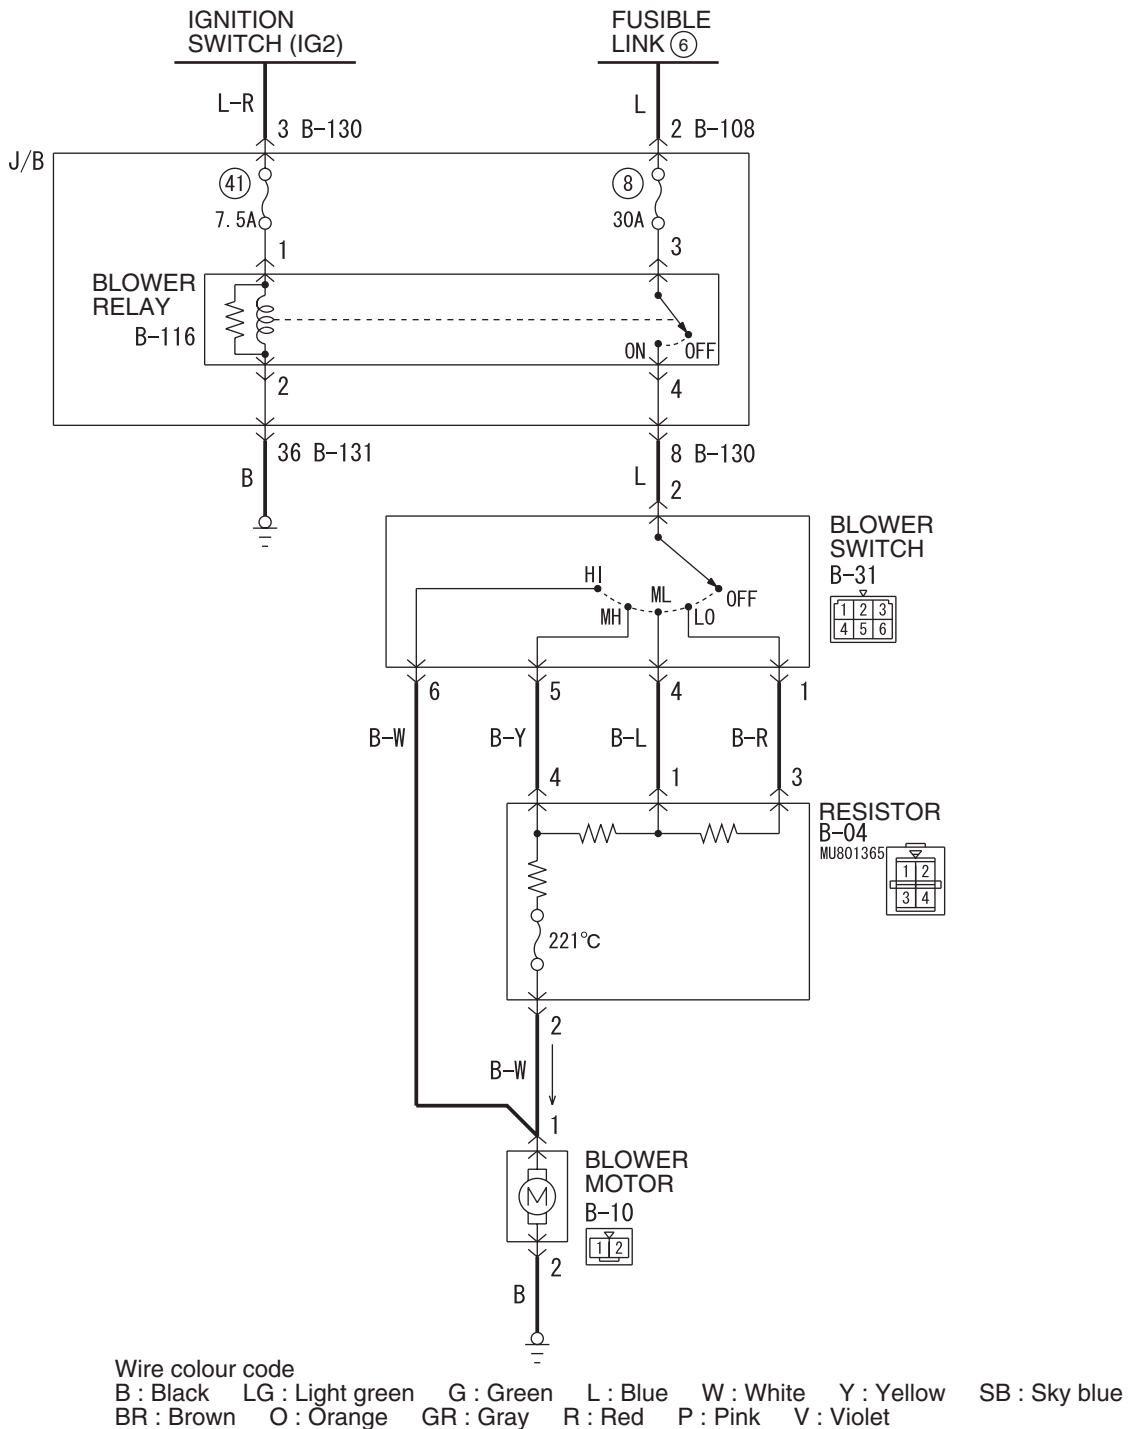 IGNITION
SWITCH (IG2)
FUSIBLE
LINK 6
L-R
L
3 B-130
2 B-108
J/B
41
8
7.5A
30A
1
3
BLOWER
RELAY
B-116
ON
OFF
2
4
36 B-131
8 B-130
B
L
2
BLOWER
SWITCH
B-31
1 2 3
4 5 6
HI
ML
OFF
MH
LO
6
5
4
1
B-W
B-Y
B-L
B-R
4
1
3
RESISTOR
B-04
MU801365
1 2
3 4
221°C
2
B-W
1
BLOWER
MOTOR
B-10
1 2
M
2
B
Wire colour code
B : Black LG : Light green G : Green L : Blue W : White Y : Yellow SB : Sky blue
BR : Brown O : Orange GR : Gray R : Red P : Pink V : Violet